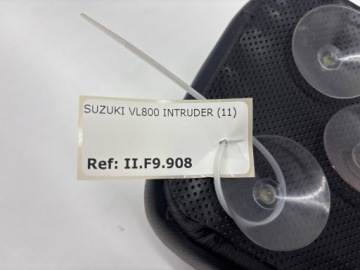 SUZUKI VL800 INTRUDER (11)
Ref: II.F9.908